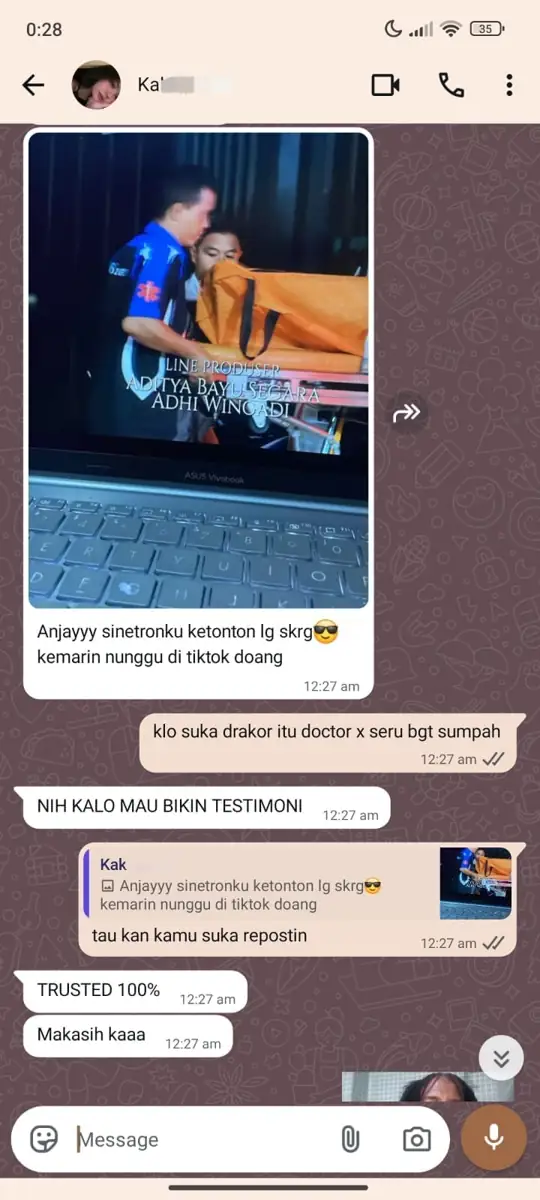 0:28
35
Ka
LINE PRODUSER
ADITYA BAYU SEGARA
ADHI WINGADI
ASUS Vivobook
E R T Y U I O
D E H J K
Anjayyy sinetronku ketonton lg skrg😎
kemarin nunggu di tiktok doang
12:27 am
klo suka drakor itu doctor x seru bgt sumpah
12:27 am
NIH KALO MAU BIKIN TESTIMONI
12:27 am
Kak
Anjayyy sinetronku ketonton lg skrg😎
kemarin nunggu di tiktok doang
tau kan kamu suka repostin
12:27 am
TRUSTED 100%
12:27 am
Makasih kaaa
12:27 am
Message